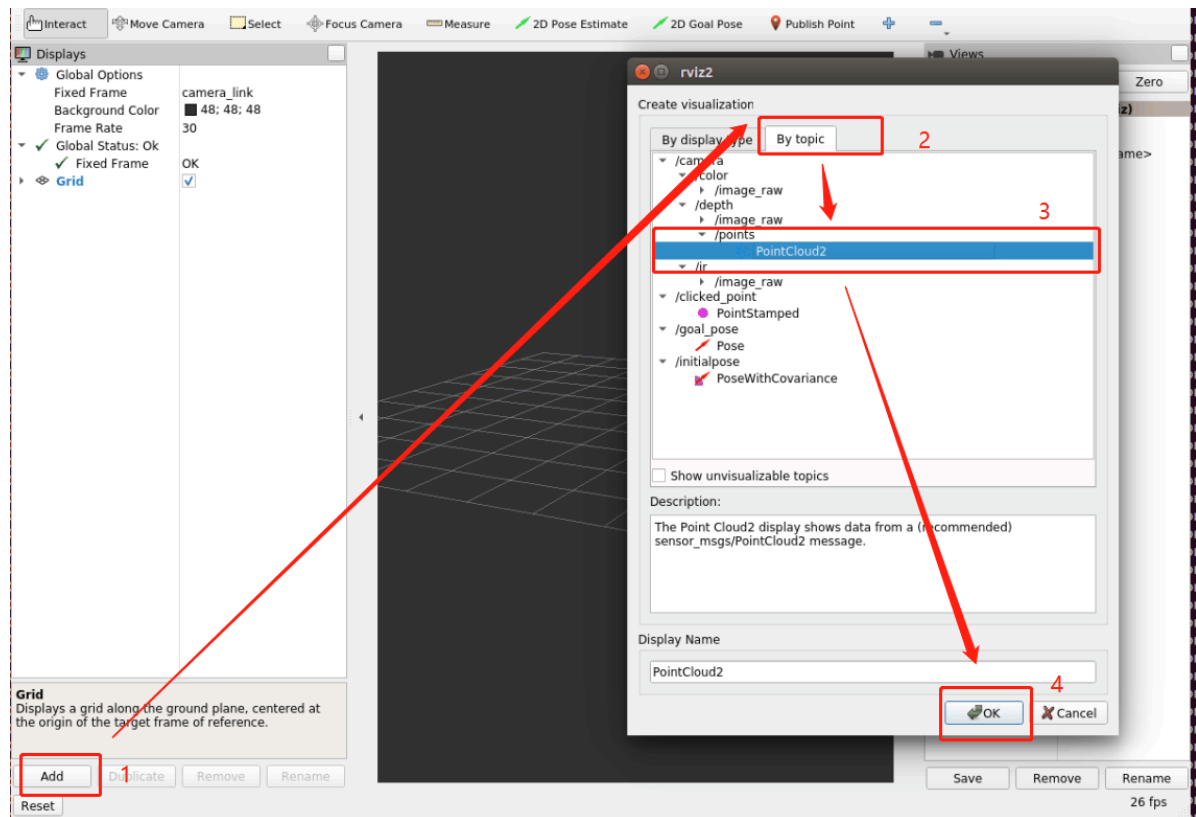 Interact Move Camera Select Focus Camera Measure 2D Pose Estimate 2D Goal Pose Publish Point
Displays
Global Options
Fixed Frame camera_link
Background Color 48; 48; 48
Frame Rate 30
Global Status: Ok
Fixed Frame OK
Grid
Views
Zero
iz)
ame>
rviz2
Create visualization
By display type By topic
2
/camera
/color
/image_raw
/depth
/image_raw
3
/points
PointCloud2
/ir
/image_raw
/clicked_point
PointStamped
/goal_pose
Pose
/initialpose
PoseWithCovariance
Show unvisualizable topics
Description:
The Point Cloud2 display shows data from a (recommended)
sensor_msgs/PointCloud2 message.
Display Name
PointCloud2
4
OK Cancel
Grid
Displays a grid along the ground plane, centered at
the origin of the target frame of reference.
Add 1 Duplicate Remove Rename
Reset
Save Remove Rename
26 fps